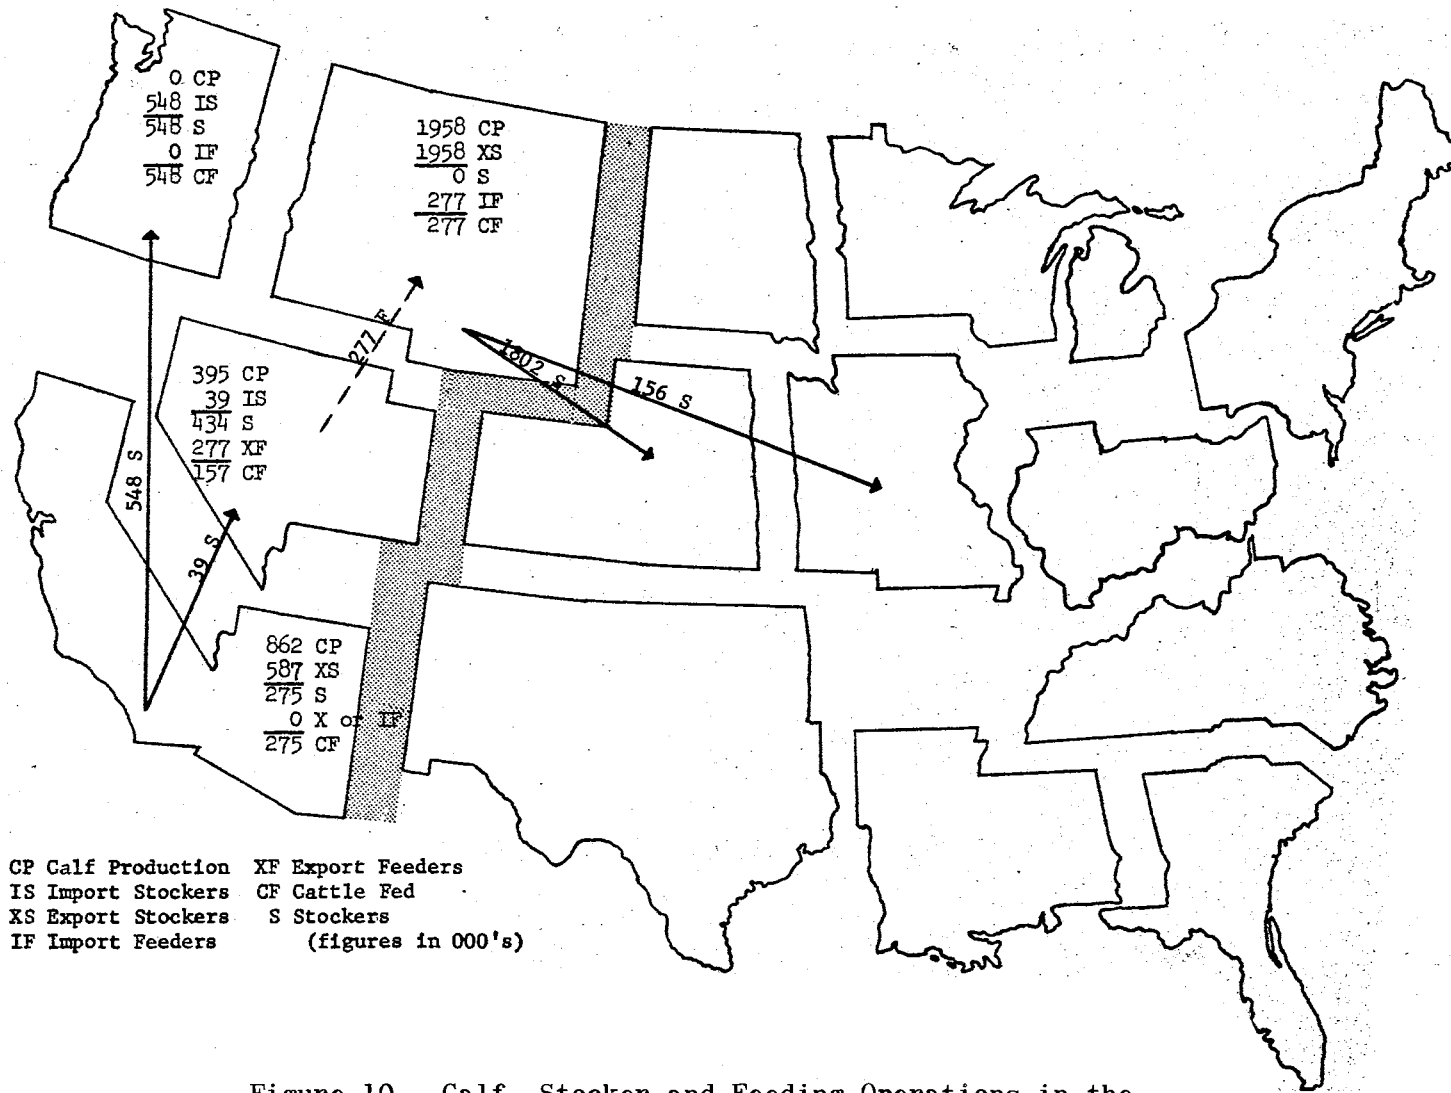 0 CP
548 IS
548 S
0 IF
548 CF
1958 CP
1958 XS
0 S
277 IF
277 CF
277 F
1802 S
156 S
395 CP
39 IS
434 S
277 XF
157 CF
548 S
39 S
862 CP
587 XS
275 S
0 X or IF
275 CF
CP Calf Production XF Export Feeders
IS Import Stockers CF Cattle Fed
XS Export Stockers S Stockers
IF Import Feeders (figures in 000's)
Figure 10. Calf, Stocker and Feeding Operations in the